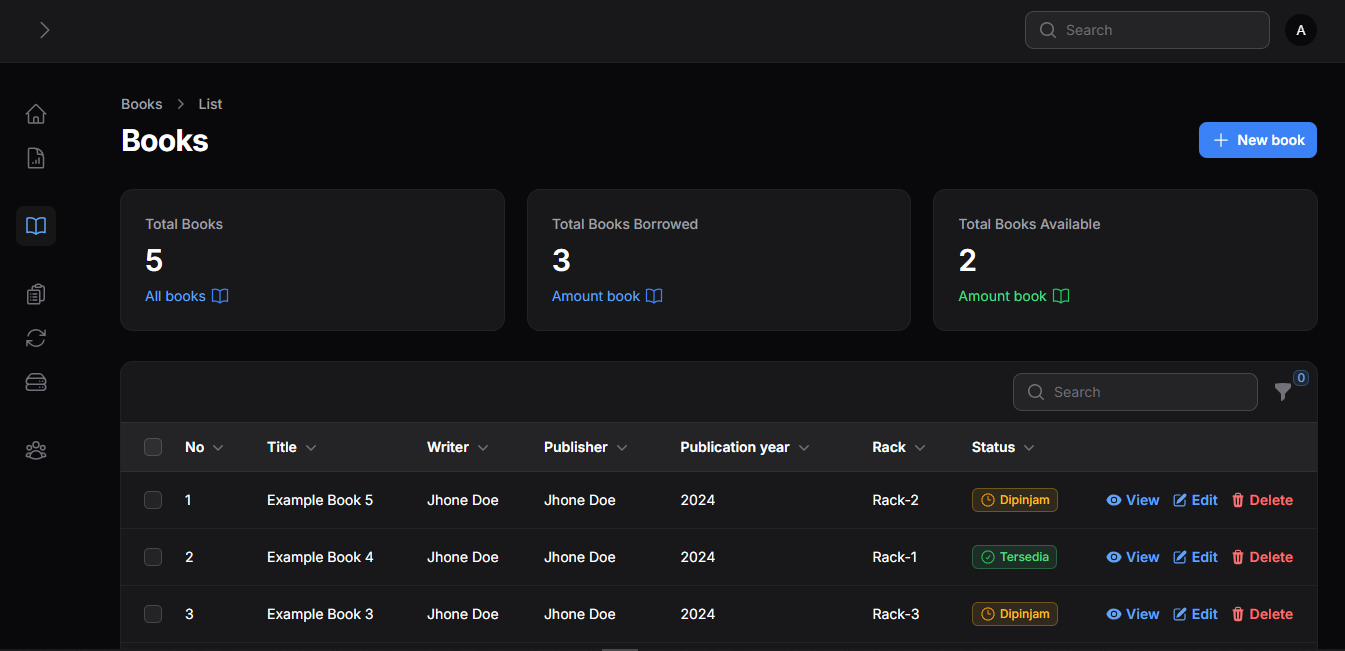 Search
A
Books List
Books
New book
Total Books
5
All books
Total Books Borrowed
3
Amount book
Total Books Available
2
Amount book
Search
0
No Title Writer Publisher Publication year Rack Status
1 Example Book 5 Jhone Doe Jhone Doe 2024 Rack-2 Dipinjam View Edit Delete
2 Example Book 4 Jhone Doe Jhone Doe 2024 Rack-1 Tersedia View Edit Delete
3 Example Book 3 Jhone Doe Jhone Doe 2024 Rack-3 Dipinjam View Edit Delete